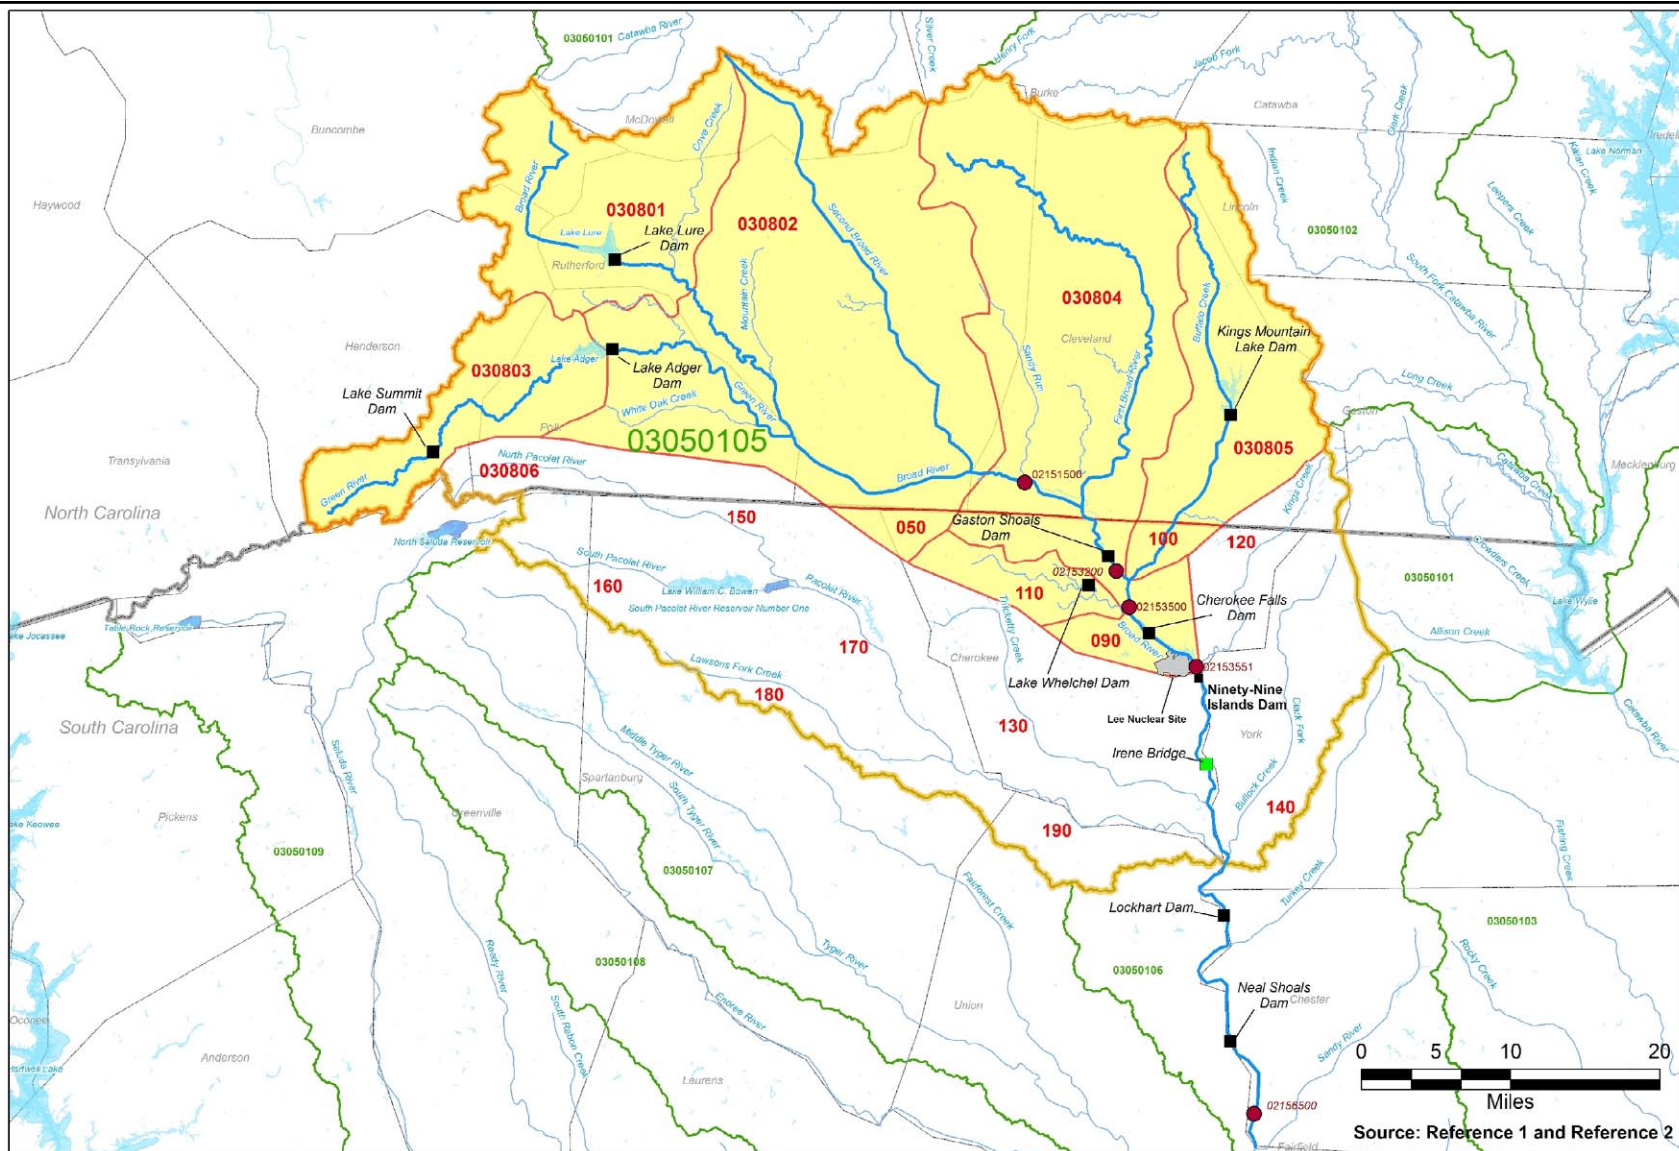 03050101
Catawba River
Silver Creek
Henry Fork
Jacob Fork
Burke
Catawba
Clark Creek
Buncombe
McDowell
Cove Creek
Lake Norman
Killian Creek
Indian Creek
Leepers Creek
Haywood
Broad River
030801
030802
Second Broad River
Lincoln
03050102
Lake Lure
Lake Lure
Dam
Rutherford
Mountain Creek
030804
Buffalo Creek
South Fork Catawba River
Cleveland
Kings Mountain
Lake Dam
Henderson
030803
Lake Adger
Lake Adger
Dam
Sandy Run
First Broad River
Long Creek
Lake Summit
Dam
White Oak Creek
Green River
Gaston
Polk
03050105
030805
Transylvania
North Pacolet River
030806
Broad River
02151500
Kings Creek
Catawba Creek
Mecklenburg
Green River
North Carolina
150
050
Gaston Shoals
Dam
100
120
North Saluda Reservoir
Crowders Creek
South Pacolet River
160
Lake William C. Bowen
Pacolet River
02153200
110
03050101
South Pacolet River Reservoir Number One
Thicketty Creek
02153500
Cherokee Falls
Dam
Lake Wylie
Table Rock Reservoir
Allison Creek
170
090
Broad River
Cherokee
Lawsons Fork Creek
02153551
Lake Whelchel Dam
180
Ninety-Nine
Islands Dam
Lee Nuclear Site
South Carolina
130
Clark Fork
York
Catawba River
Saluda River
Middle Tyger River
Irene Bridge
Spartanburg
South Tyger River
Bullock Creek
Pickens
Greenville
140
190
03050109
03050107
Turkey Creek
Fishing Creek
Fairforest Creek
Lockhart Dam
03050103
Tyger River
Reedy River
03050108
03050106
Rocky Creek
South Rabon Creek
Enoree River
Union
Neal Shoals
Dam
Chester
Oconee
Anderson
Sandy River
Hartwell Lake
Laurens
0 5 10 20
Miles
02156500
Source: Reference 1 and Reference 2
Fairfield